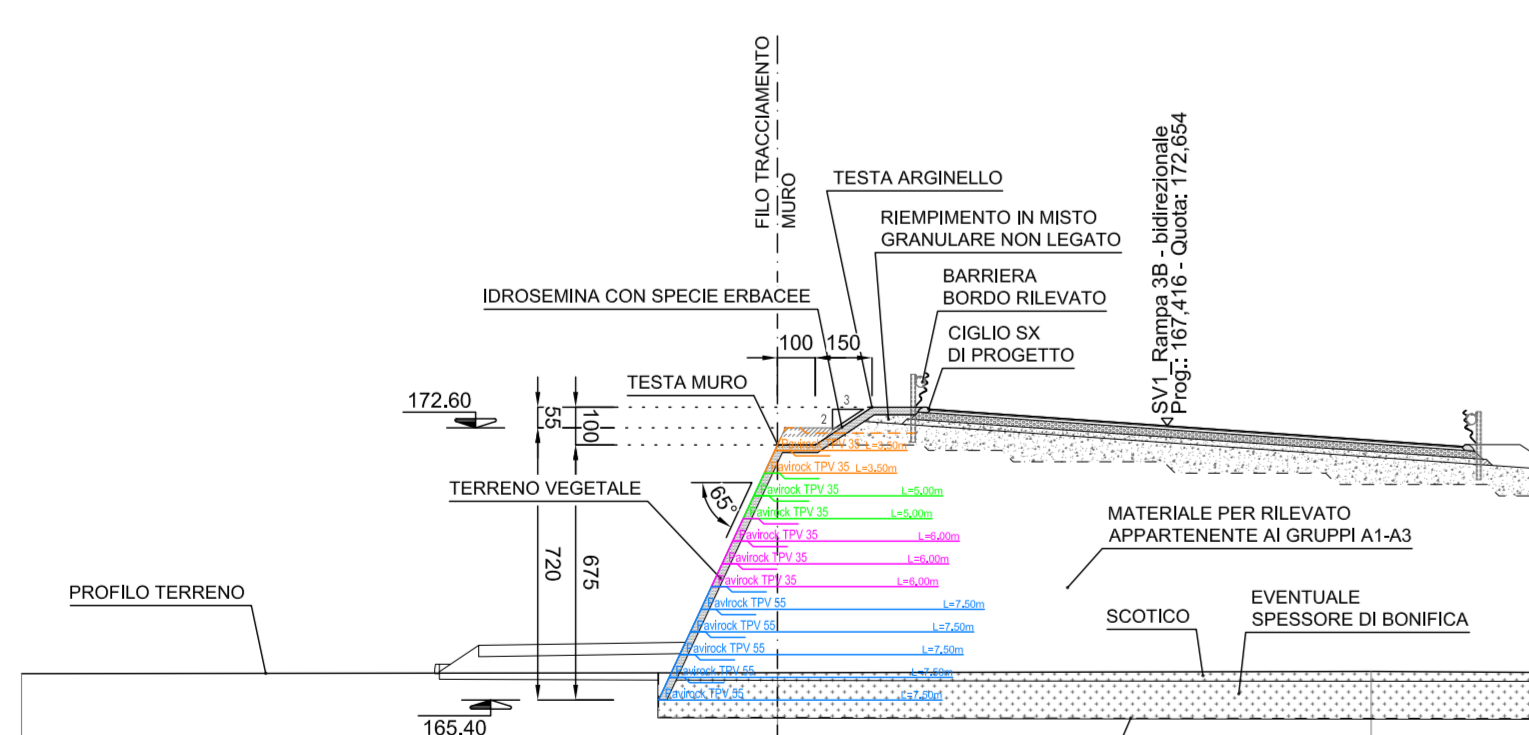 FILO TRACCIAMENTO
MURO
TESTA ARGINELLO
RIEMPIMENTO IN MISTO
GRANULARE NON LEGATO
BARRIERA
BORDO RILEVATO
CIGLIO SX
DI PROGETTO
SV1_Rampa 3B - bidirezionale
Prog.: 167,416 - Quota: 172,654
IDROSEMINA CON SPECIE ERBACEE
100
150
3
2
TESTA MURO
172.60
55
100
TERRENO VEGETALE
65°
720
675
PROFILO TERRENO
165.40
Pavirock TPV 35 L=3,50m
Pavirock TPV 35 L=3,50m
Pavirock TPV 35 L=5,00m
Pavirock TPV 35 L=5,00m
Pavirock TPV 35 L=6,00m
Pavirock TPV 35 L=6,00m
Pavirock TPV 35 L=6,00m
Pavirock TPV 55 L=7,50m
Pavirock TPV 55 L=7,50m
Pavirock TPV 55 L=7,50m
Pavirock TPV 55 L=7,50m
Pavirock TPV 55 L=7,50m
MATERIALE PER RILEVATO
APPARTENENTE AI GRUPPI A1-A3
SCOTICO
EVENTUALE
SPESSORE DI BONIFICA